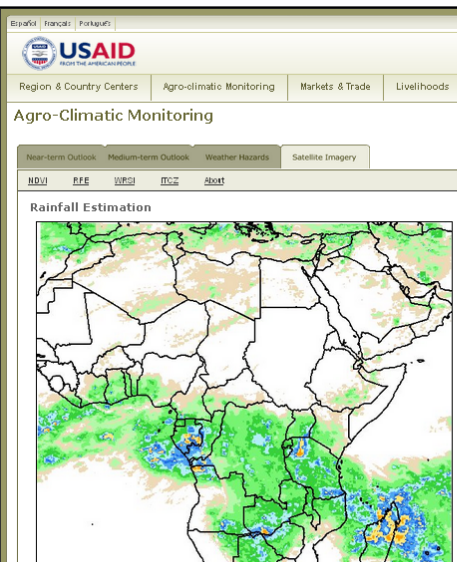 Español Français Português
USAID
FROM THE AMERICAN PEOPLE
Region & Country Centers Agro-climatic Monitoring Markets & Trade Livelihoods
Agro-Climatic Monitoring
Near-term Outlook Medium-term Outlook Weather Hazards Satellite Imagery
NDVI RFE WRSI ITCZ About
Rainfall Estimation